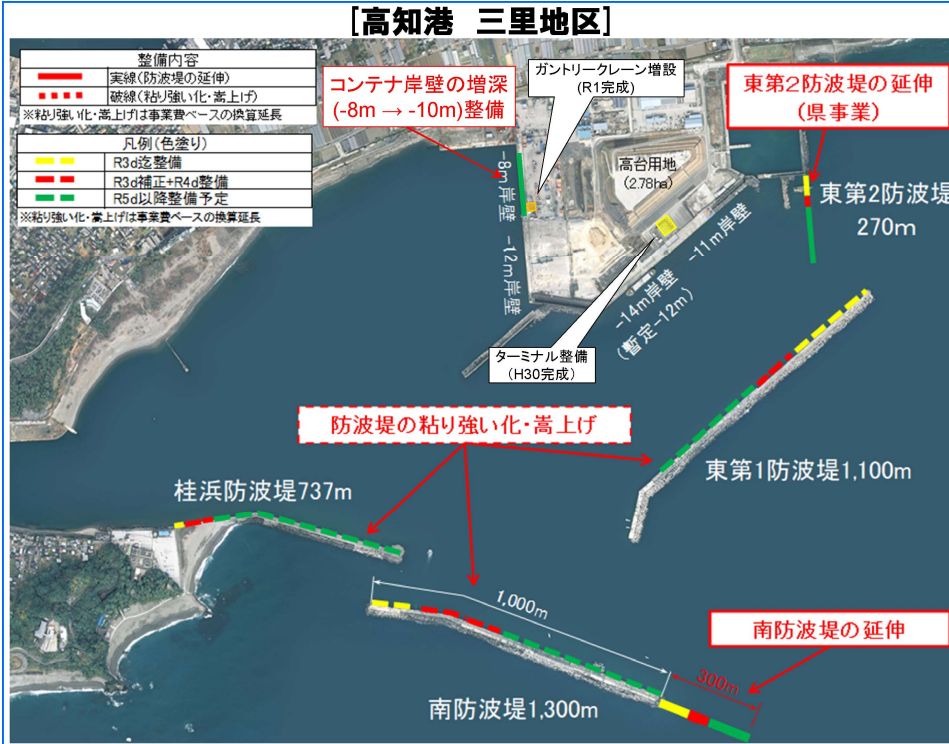 [高知港　三里地区]
整備内容
実線(防波堤の延伸)
破線(粘り強い化・嵩上げ)
※粘り強い化・嵩上げは事業費ベースの換算延長
凡例(色塗り)
R3d迄整備
R3d補正+R4d整備
R5d以降整備予定
※粘り強い化・嵩上げは事業費ベースの換算延長
コンテナ岸壁の増深
(-8m → -10m)整備
ガントリークレーン増設
(R1完成)
東第2防波堤の延伸
(県事業)
高台用地
(2.78ha)
-8m岸壁
-12m岸壁
-11m岸壁
-14m岸壁
(暫定-12m)
東第2防波堤
270m
ターミナル整備
(H30完成)
防波堤の粘り強い化・嵩上げ
東第1防波堤1,100m
桂浜防波堤737m
1,000m
300m
南防波堤の延伸
南防波堤1,300m